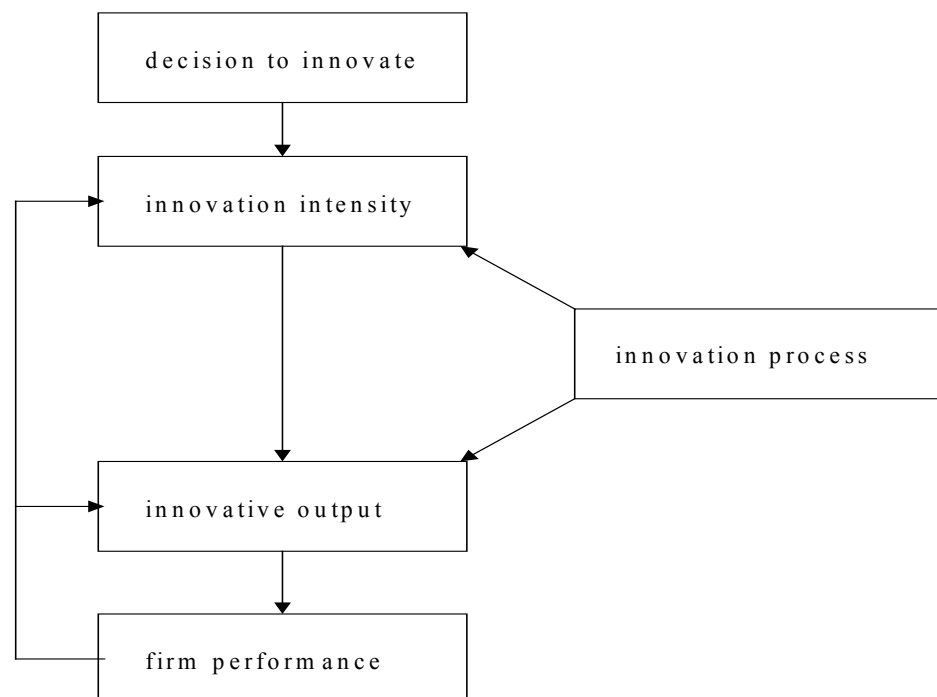 decision to innovate
innovation intensity
innovation process
innovative output
firm performance